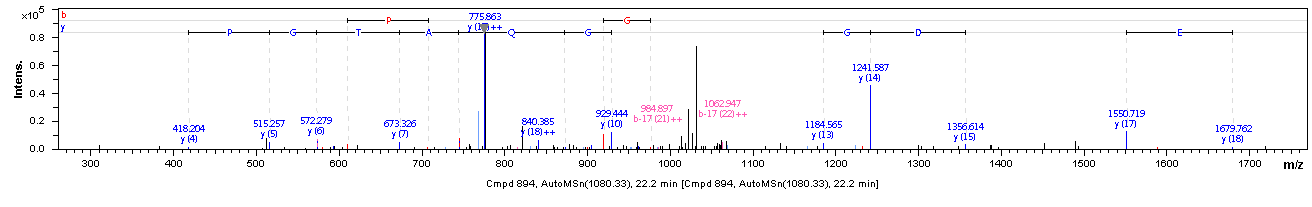 ×10⁵
b
y
Intens.
0.8
0.6
0.4
0.2
0.0
P
G
P
G
T
A
Q
G
G
D
E
775.863
1241.587
y (14)
984.897
b-17 (21)++
1062.947
b-17 (22)++
418.204
y (4)
515.257
y (5)
572.279
y (6)
673.326
y (7)
840.385
y (18)++
929.444
y (10)
1184.565
y (13)
1356.614
y (15)
1550.719
y (17)
1679.762
y (18)
300 400 500 600 700 800 900 1000 1100 1200 1300 1400 1500 1600 1700 m/z
Cmpd 894, AutoMSn(1080.33), 22.2 min [Cmpd 894, AutoMSn(1080.33), 22.2 min]